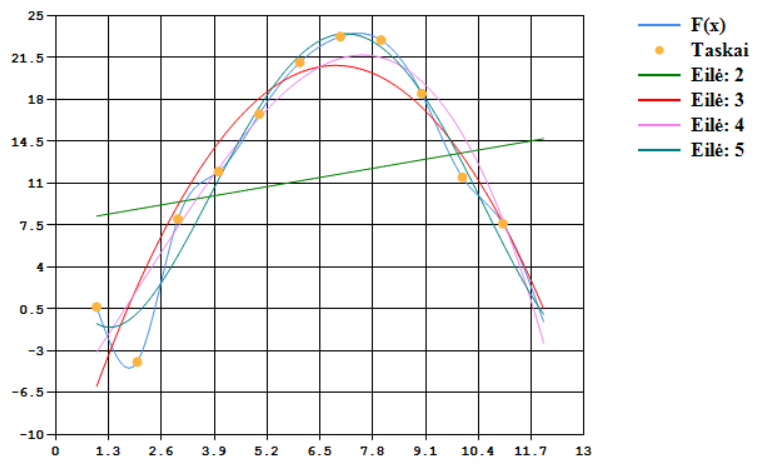 25
21.5
18
14.5
11
7.5
4
0.5
-3
-6.5
-10
0 1.3 2.6 3.9 5.2 6.5 7.8 9.1 10.4 11.7 13
F(x)
Taskai
Eilė: 2
Eilė: 3
Eilė: 4
Eilė: 5